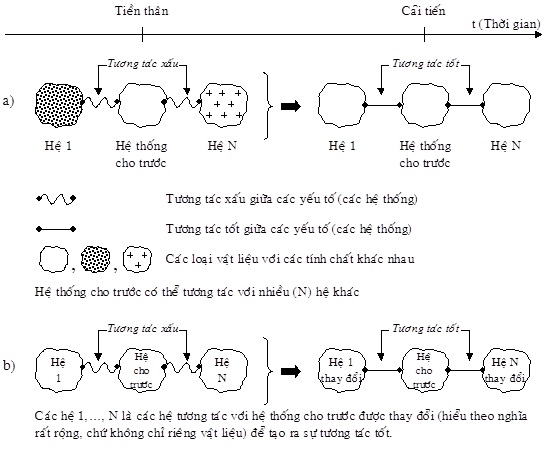 Tiền thân Cải tiến
t (Thời gian)
Tương tác xấu Tương tác tốt
a)
Hệ 1 Hệ thống cho trước Hệ N Hệ 1 Hệ thống cho trước Hệ N
Tương tác xấu giữa các yếu tố (các hệ thống)
Tương tác tốt giữa các yếu tố (các hệ thống)
, , Các loại vật liệu với các tính chất khác nhau
Hệ thống cho trước có thể tương tác với nhiều (N) hệ khác
Tương tác xấu Tương tác tốt
b)
Hệ 1 Hệ cho trước Hệ N Hệ 1 thay đổi Hệ cho trước Hệ N thay đổi
Các hệ 1, ..., N là các hệ tương tác với hệ thống cho trước được thay đổi (hiểu theo nghĩa
rất rộng, chứ không chỉ riêng vật liệu) để tạo ra sự tương tác tốt.